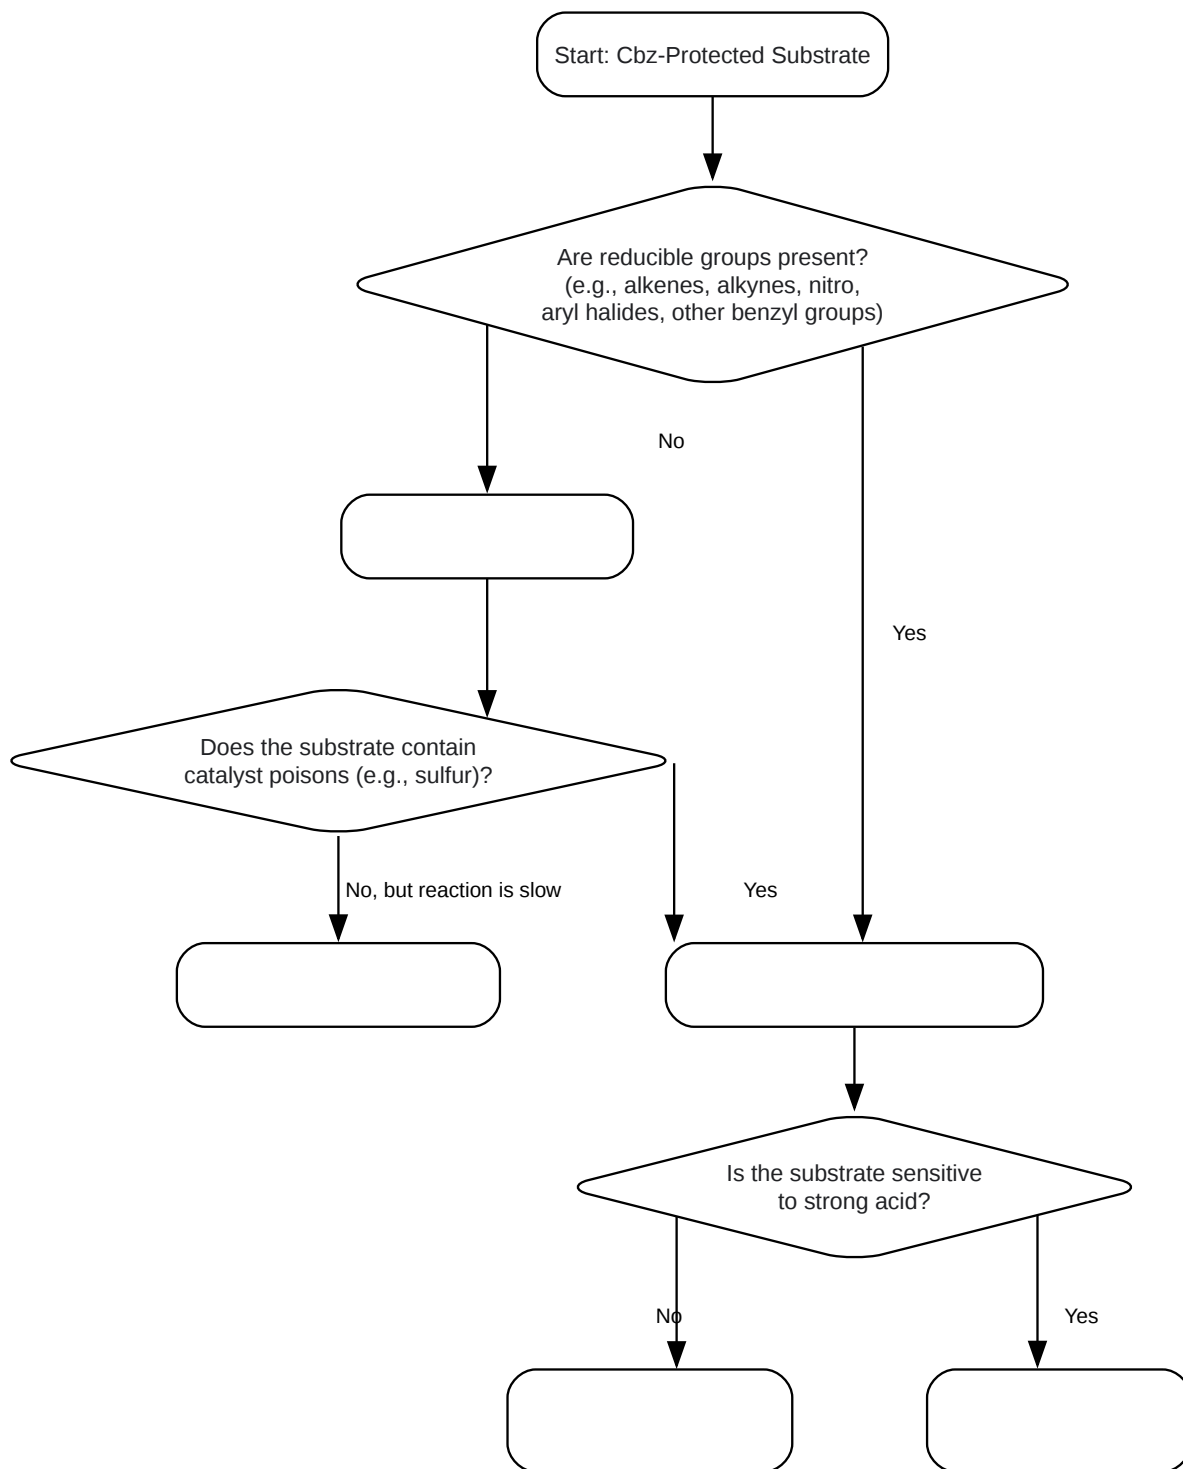 Start: Cbz-Protected Substrate
Are reducible groups present?
(e.g., alkenes, alkynes, nitro,
aryl halides, other benzyl groups)
No
Yes
Does the substrate contain
catalyst poisons (e.g., sulfur)?
No, but reaction is slow
Yes
Is the substrate sensitive
to strong acid?
No
Yes